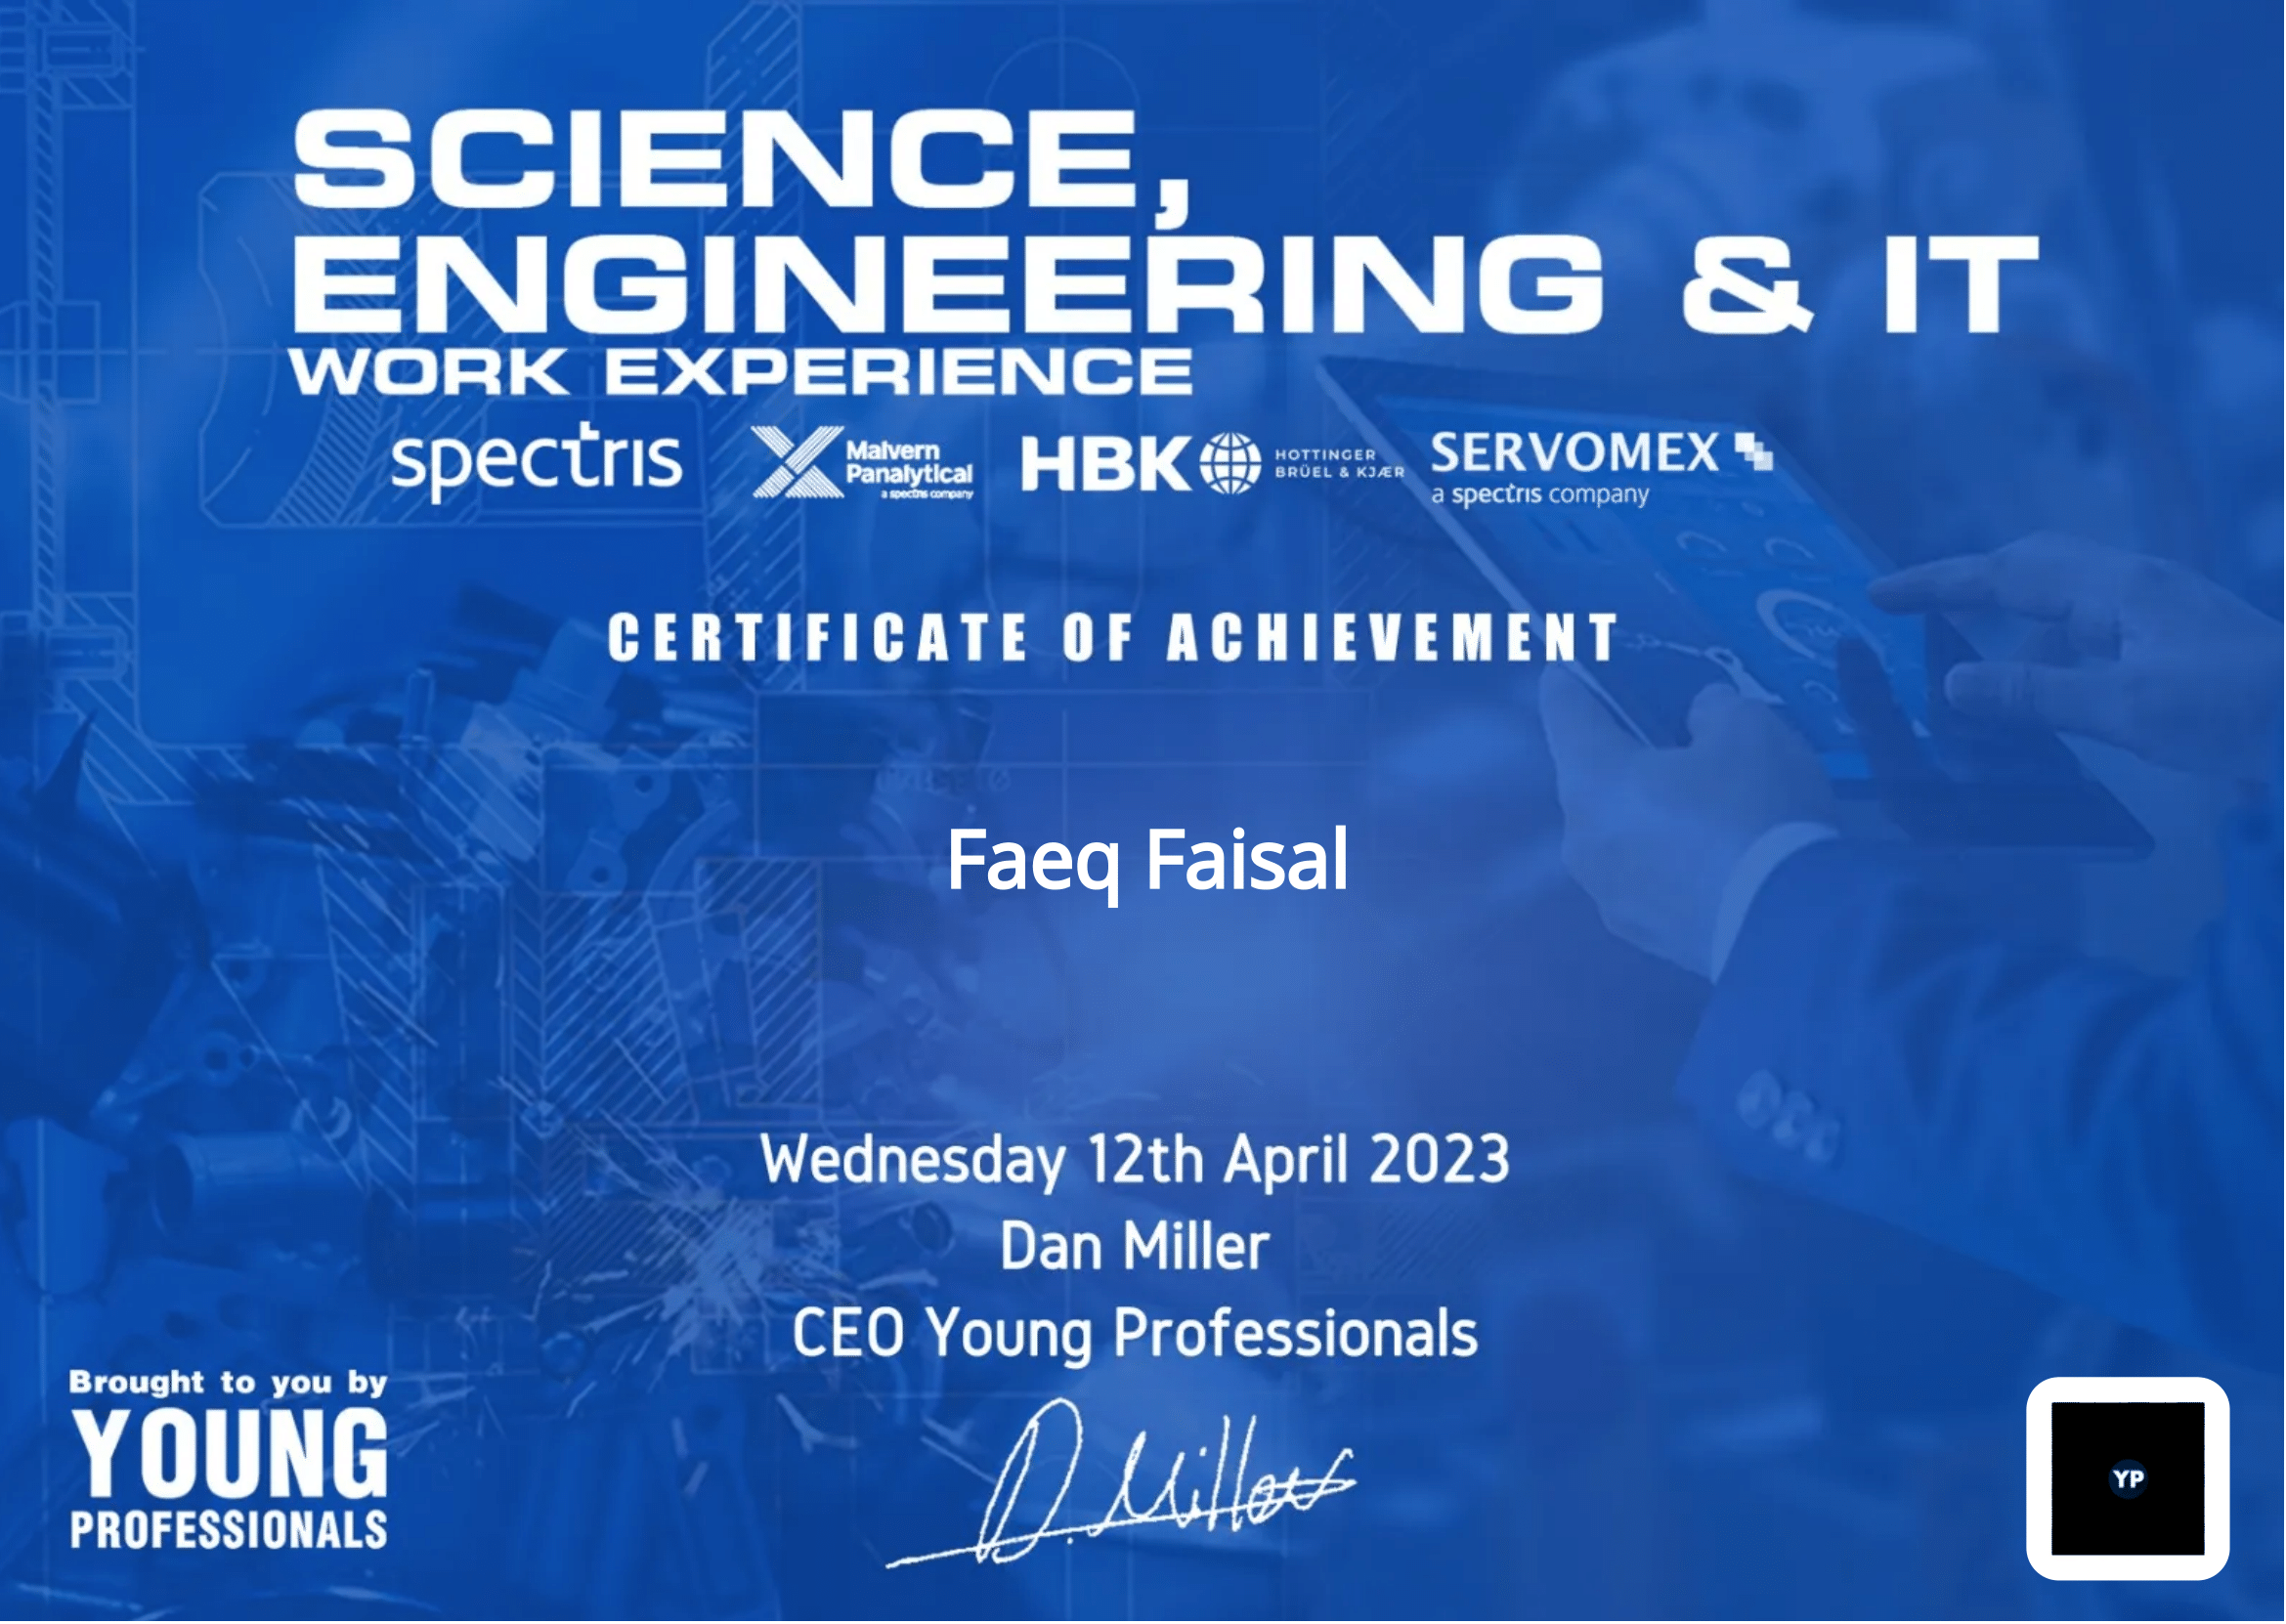 SCIENCE,
ENGINEERING & IT
WORK EXPERIENCE
spectris
Malvern
Panalytical
a spectris company
HBK
HOTTINGER
BRÜEL & KJÆR
SERVOMEX
a spectris company
CERTIFICATE OF ACHIEVEMENT
Faeq Faisal
Wednesday 12th April 2023
Dan Miller
CEO Young Professionals
D. Miller
Brought to you by
YOUNG
PROFESSIONALS
YP